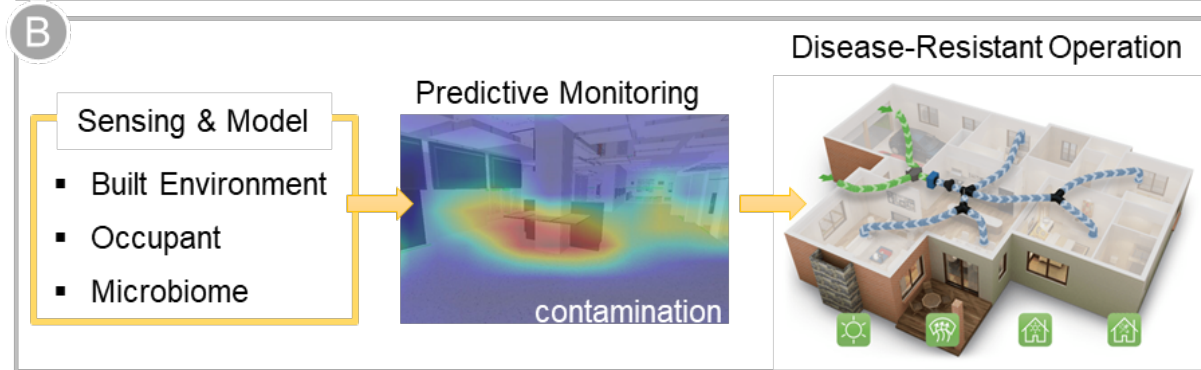 B
Sensing & Model
▪ Built Environment
▪ Occupant
▪ Microbiome
Predictive Monitoring
contamination
Disease-Resistant Operation